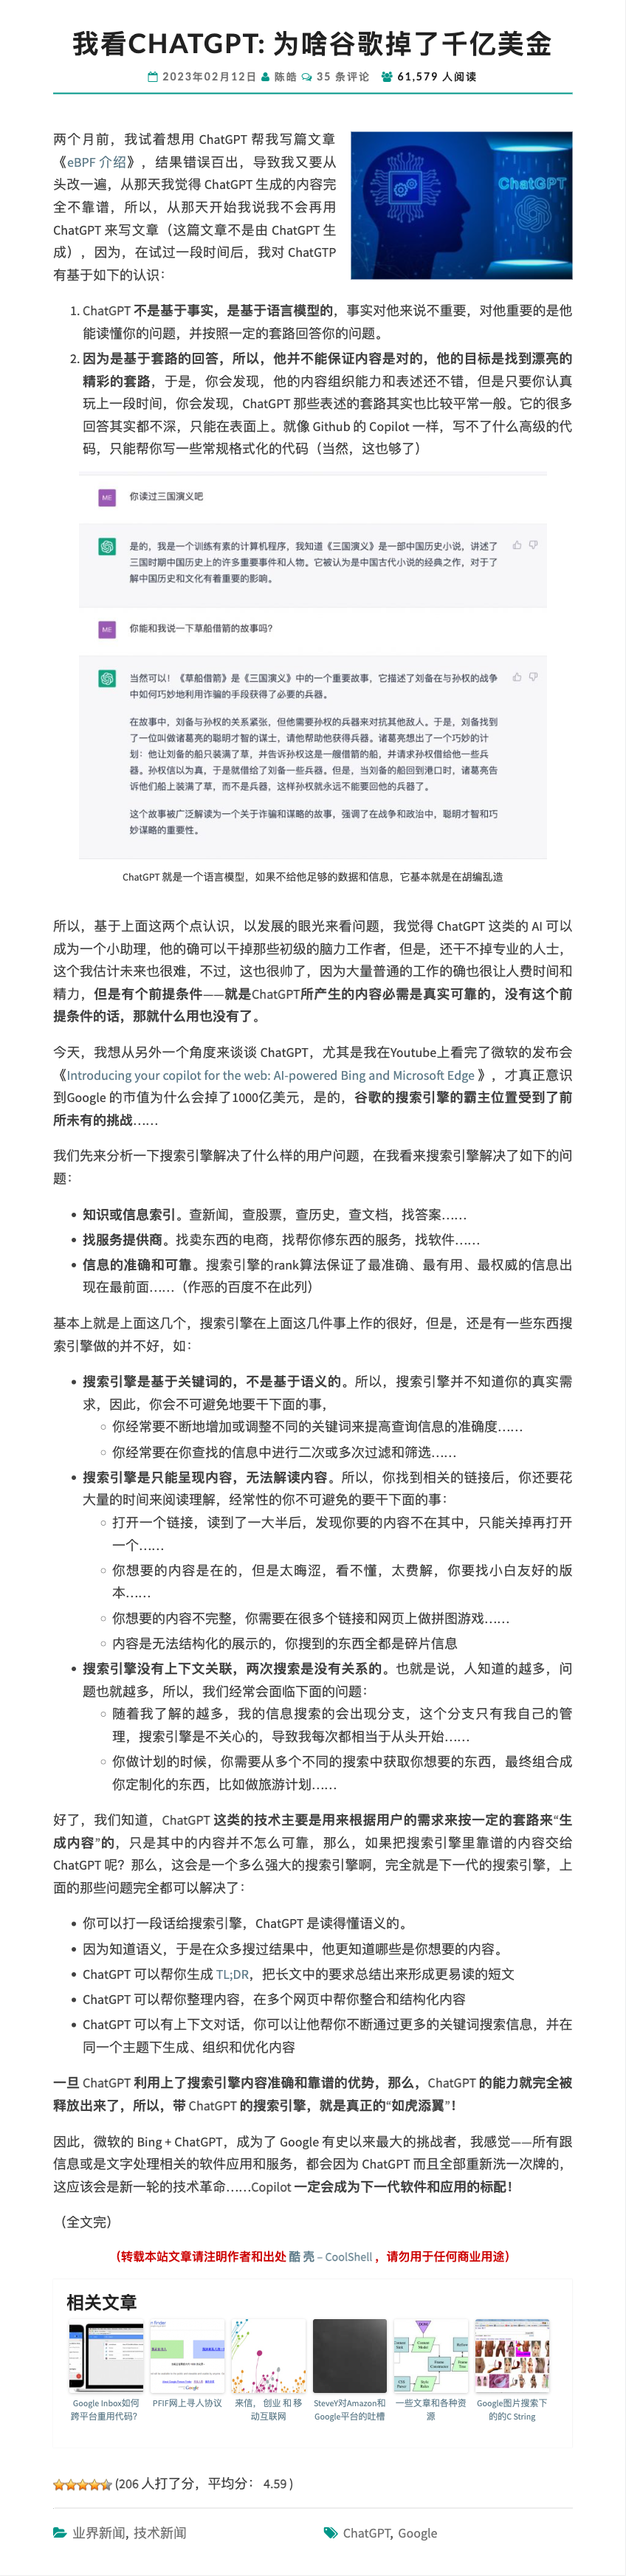 我看CHATGPT: 为啥谷歌掉了千亿美金
2023年02月12日 陈皓 35 条评论 61,579 人阅读
两个月前，我试着想用 ChatGPT 帮我写篇文章
《eBPF 介绍》，结果错误百出，导致我又要从
头改一遍，从那天我觉得 ChatGPT 生成的内容完
全不靠谱，所以，从那天开始我说我不会再用
ChatGPT 来写文章（这篇文章不是由 ChatGPT 生
成），因为，在试过一段时间后，我对 ChatGTP
有基于如下的认识：
ChatGPT
1. ChatGPT 不是基于事实，是基于语言模型的，事实对他来说不重要，对他重要的是他
能读懂你的问题，并按照一定的套路回答你的问题。
2. 因为是基于套路的回答，所以，他并不能保证内容是对的，他的目标是找到漂亮的
精彩的套路，于是，你会发现，他的内容组织能力和表述还不错，但是只要你认真
玩上一段时间，你会发现，ChatGPT 那些表述的套路其实也比较平常一般。它的很多
回答其实都不深，只能在表面上。就像 Github 的 Copilot 一样，写不了什么高级的代
码，只能帮你写一些常规格式化的代码（当然，这也够了）
ME 你读过三国演义吧
是的，我是一个训练有素的计算机程序，我知道《三国演义》是一部中国历史小说，讲述了
三国时期中国历史上的许多重要事件和人物。它被认为是中国古代小说的经典之作，对于了
解中国历史和文化有着重要的影响。
ME 你能和我说一下草船借箭的故事吗?
当然可以！《草船借箭》是《三国演义》中的一个重要故事，它描述了刘备在与孙权的战争
中如何巧妙地利用诈骗的手段获得了必要的兵器。
在故事中，刘备与孙权的关系紧张，但他需要孙权的兵器来对抗其他敌人。于是，刘备找到
了一位叫做诸葛亮的聪明才智的谋士，请他帮助他获得兵器。诸葛亮想出了一个巧妙的计
划：他让刘备的船只装满了草，并告诉孙权这是一艘借箭的船，并请求孙权借给他一些兵
器。孙权信以为真，于是就借给了刘备一些兵器。但是，当刘备的船回到港口时，诸葛亮告
诉他们船上装满了草，而不是兵器，这样孙权就永远不能要回他的兵器了。
这个故事被广泛解读为一个关于诈骗和谋略的故事，强调了在战争和政治中，聪明才智和巧
妙谋略的重要性。
ChatGPT 就是一个语言模型，如果不给他足够的数据和信息，它基本就是在胡编乱造
所以，基于上面这两个点认识，以发展的眼光来看问题，我觉得 ChatGPT 这类的 AI 可以
成为一个小助理，他的确可以干掉那些初级的脑力工作者，但是，还干不掉专业的人士，
这个我估计未来也很难，不过，这也很帅了，因为大量普通的工作的确也很让人费时间和
精力，但是有个前提条件——就是ChatGPT所产生的内容必需是真实可靠的，没有这个前
提条件的话，那就什么用也没有了。
今天，我想从另外一个角度来谈谈 ChatGPT，尤其是我在Youtube上看完了微软的发布会
《Introducing your copilot for the web: AI-powered Bing and Microsoft Edge 》，才真正意识
到Google 的市值为什么会掉了1000亿美元，是的，谷歌的搜索引擎的霸主位置受到了前
所未有的挑战……
我们先来分析一下搜索引擎解决了什么样的用户问题，在我看来搜索引擎解决了如下的问
题：
知识或信息索引。查新闻，查股票，查历史，查文档，找答案……
找服务提供商。找卖东西的电商，找帮你修东西的服务，找软件……
信息的准确和可靠。搜索引擎的rank算法保证了最准确、最有用、最权威的信息出
现在最前面……（作恶的百度不在此列）
基本上就是上面这几个，搜索引擎在上面这几件事上作的很好，但是，还是有一些东西搜
索引擎做的并不好，如：
搜索引擎是基于关键词的，不是基于语义的。所以，搜索引擎并不知道你的真实需
求，因此，你会不可避免地要干下面的事，
你经常要不断地增加或调整不同的关键词来提高查询信息的准确度……
你经常要在你查找的信息中进行二次或多次过滤和筛选……
搜索引擎是只能呈现内容，无法解读内容。所以，你找到相关的链接后，你还要花
大量的时间来阅读理解，经常性的你不可避免的要干下面的事：
打开一个链接，读到了一大半后，发现你要的内容不在其中，只能关掉再打开
一个……
你想要的内容是在的，但是太晦涩，看不懂，太费解，你要找小白友好的版
本……
你想要的内容不完整，你需要在很多个链接和网页上做拼图游戏……
内容是无法结构化的展示的，你搜到的东西全都是碎片信息
搜索引擎没有上下文关联，两次搜索是没有关系的。也就是说，人知道的越多，问
题也就越多，所以，我们经常会面临下面的问题：
随着我了解的越多，我的信息搜索的会出现分支，这个分支只有我自己的管
理，搜索引擎是不关心的，导致我每次都相当于从头开始……
你做计划的时候，你需要从多个不同的搜索中获取你想要的东西，最终组合成
你定制化的东西，比如做旅游计划……
好了，我们知道，ChatGPT 这类的技术主要是用来根据用户的需求来按一定的套路来“生
成内容”的，只是其中的内容并不怎么可靠，那么，如果把搜索引擎里靠谱的内容交给
ChatGPT 呢？那么，这会是一个多么强大的搜索引擎啊，完全就是下一代的搜索引擎，上
面的那些问题完全都可以解决了：
你可以打一段话给搜索引擎，ChatGPT 是读得懂语义的。
因为知道语义，于是在众多搜过结果中，他更知道哪些是你想要的内容。
ChatGPT 可以帮你生成 TL;DR，把长文中的要求总结出来形成更易读的短文
ChatGPT 可以帮你整理内容，在多个网页中帮你整合和结构化内容
ChatGPT 可以有上下文对话，你可以让他帮你不断通过更多的关键词搜索信息，并在
同一个主题下生成、组织和优化内容
一旦 ChatGPT 利用上了搜索引擎内容准确和靠谱的优势，那么，ChatGPT 的能力就完全被
释放出来了，所以，带 ChatGPT 的搜索引擎，就是真正的“如虎添翼”！
因此，微软的 Bing + ChatGPT，成为了 Google 有史以来最大的挑战者，我感觉——所有跟
信息或是文字处理相关的软件应用和服务，都会因为 ChatGPT 而且全部重新洗一次牌的，
这应该会是新一轮的技术革命……Copilot 一定会成为下一代软件和应用的标配！
（全文完）
（转载本站文章请注明作者和出处 酷 壳 – CoolShell ，请勿用于任何商业用途）
相关文章
Google Inbox如何
跨平台重用代码？
PFIF网上寻人协议
来信， 创业 和 移
动互联网
SteveY对Amazon和
Google平台的吐槽
一些文章和各种资
源
Google图片搜索下
的的C String
(206 人打了分，平均分： 4.59 )
业界新闻, 技术新闻
ChatGPT, Google